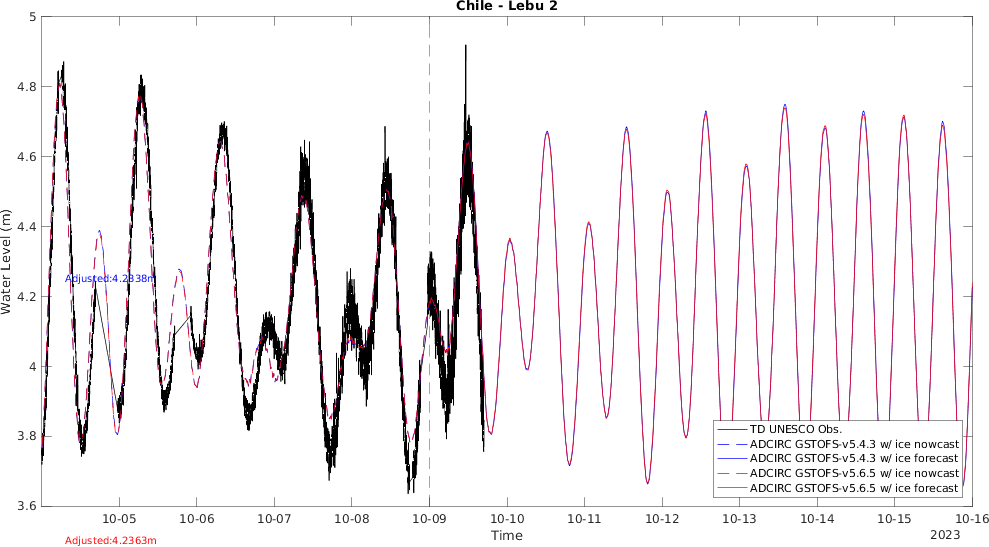 Chile - Lebu 2
5
4.8
4.6
4.4
4.2
4
3.8
3.6
Water Level (m)
Adjusted:4.2338m
TD UNESCO Obs.
ADCIRC GSTOFS-v5.4.3 w/ ice nowcast
ADCIRC GSTOFS-v5.4.3 w/ ice forecast
ADCIRC GSTOFS-v5.6.5 w/ ice nowcast
ADCIRC GSTOFS-v5.6.5 w/ ice forecast
10-05 10-06 10-07 10-08 10-09 10-10 10-11 10-12 10-13 10-14 10-15 10-16
Time
2023
Adjusted:4.2363m